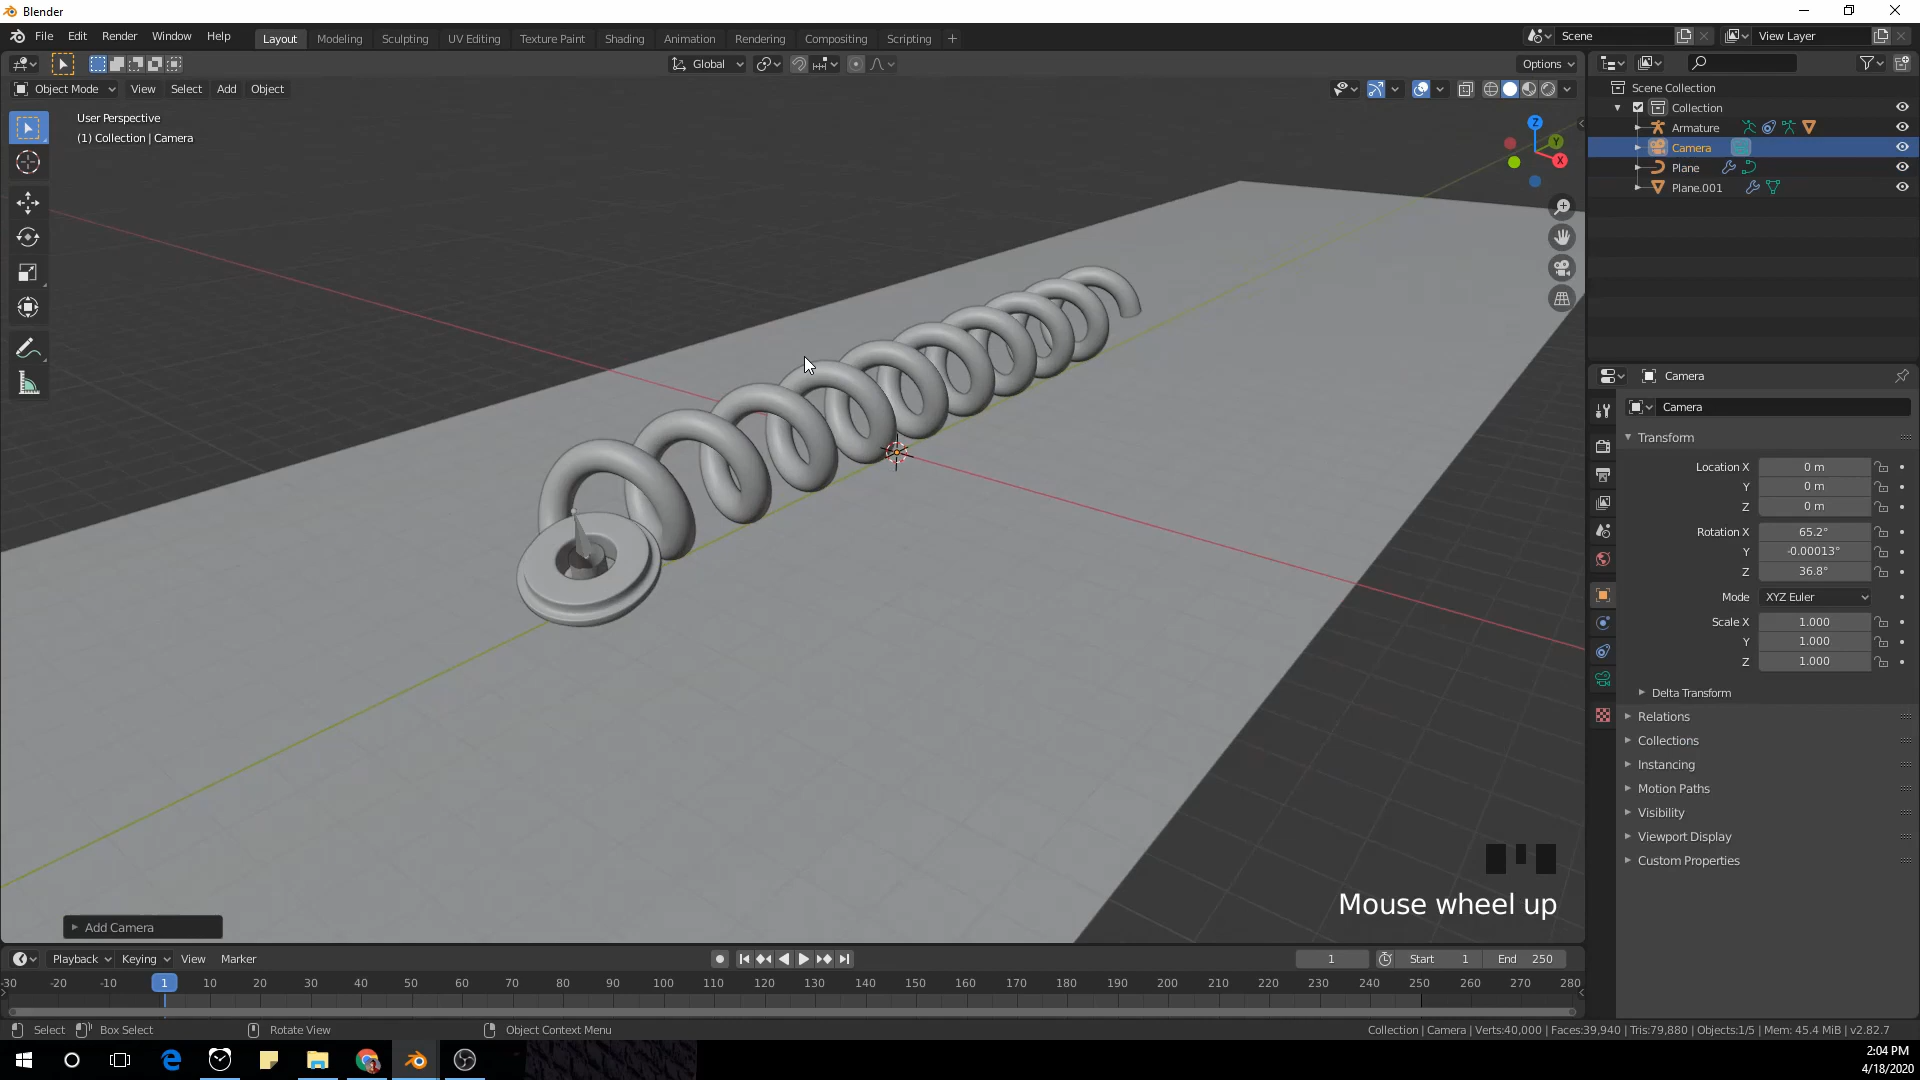 Blender
File Edit Render Window Help
Layout Modeling Sculpting UV Editing Texture Paint Shading Animation Rendering Compositing Scripting
Scene
View Layer
Global
Options
Object Mode View Select Add Object
User Perspective
(1) Collection | Camera
Z
Y
X
Scene Collection
Collection
Armature
Camera
Plane
Plane.001
Camera
Camera
Transform
Location X 0 m
Y 0 m
Z 0 m
Rotation X 65.2°
Y -0.00013°
Z 36.8°
Mode XYZ Euler
Scale X 1.000
Y 1.000
Z 1.000
Delta Transform
Relations
Collections
Instancing
Motion Paths
Visibility
Viewport Display
Custom Properties
Mouse wheel up
Add Camera
Playback Keying View Marker
1 Start 1 End 250
-30 -20 -10 1 10 20 30 40 50 60 70 80 90 100 110 120 130 140 150 160 170 180 190 200 210 220 230 240 250 260 270 280
Select Box Select Rotate View Object Context Menu
Collection | Camera | Verts:40,000 | Faces:39,940 | Tris:79,880 | Objects:1/5 | Mem: 45.4 MiB | v2.82.7
2:04 PM
4/18/2020